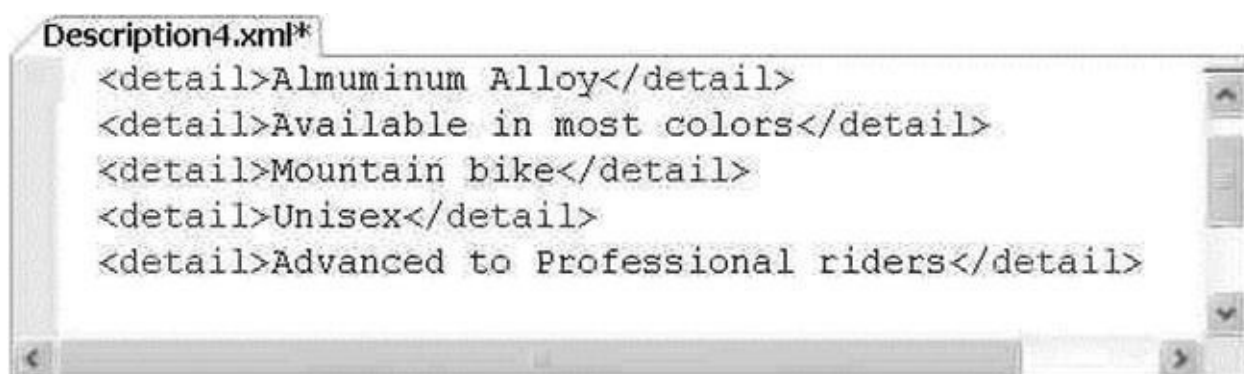 Description4.xml*
<detail>Almuminum Alloy</detail>
<detail>Available in most colors</detail>
<detail>Mountain bike</detail>
<detail>Unisex</detail>
<detail>Advanced to Professional riders</detail>